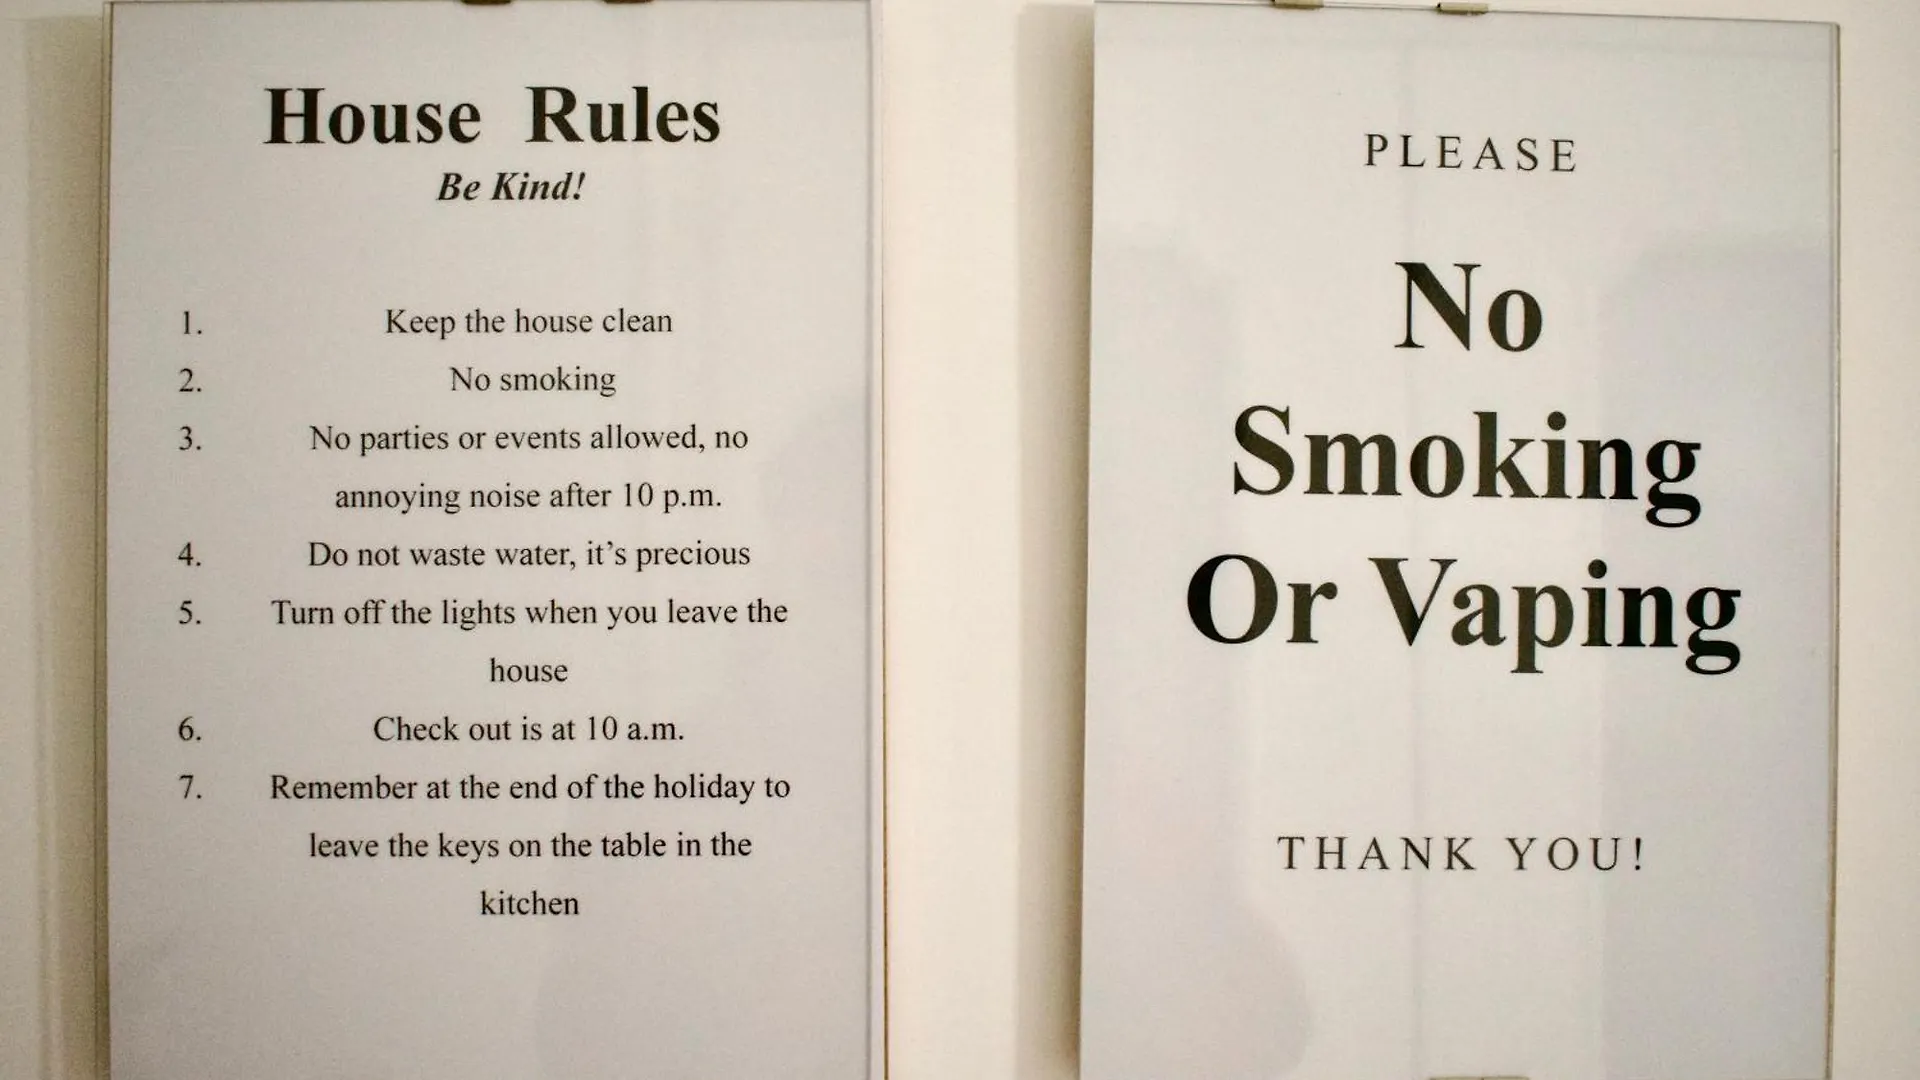 House Rules
Be Kind!
1. Keep the house clean
2. No smoking
3. No parties or events allowed, no
annoying noise after 10 p.m.
4. Do not waste water, it’s precious
5. Turn off the lights when you leave the
house
6. Check out is at 10 a.m.
7. Remember at the end of the holiday to
leave the keys on the table in the
kitchen
PLEASE
No
Smoking
Or Vaping
THANK YOU!